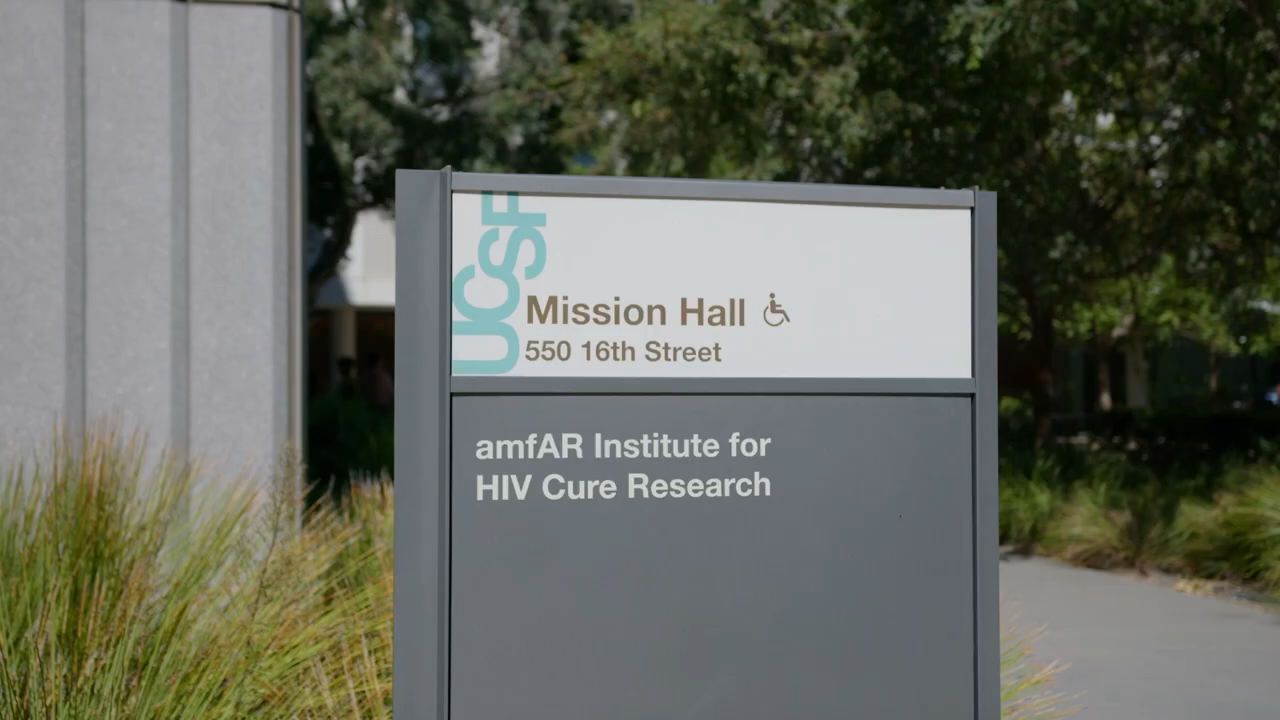 UCSF
Mission Hall
550 16th Street
amfAR Institute for
HIV Cure Research